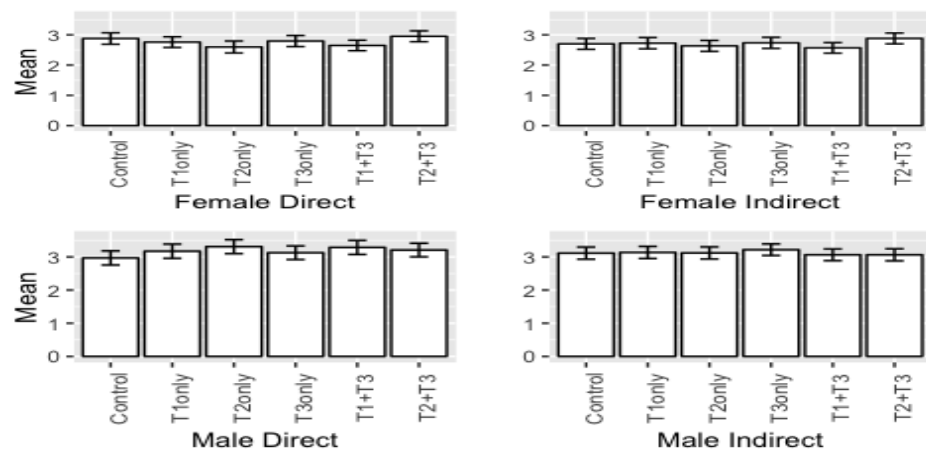 Mean
3
2
1
0
Control
T1only
T2only
T3only
T1+T3
T2+T3
Female Direct
3
2
1
0
Control
T1only
T2only
T3only
T1+T3
T2+T3
Female Indirect
Mean
3
2
1
0
Control
T1only
T2only
T3only
T1+T3
T2+T3
Male Direct
3
2
1
0
Control
T1only
T2only
T3only
T1+T3
T2+T3
Male Indirect